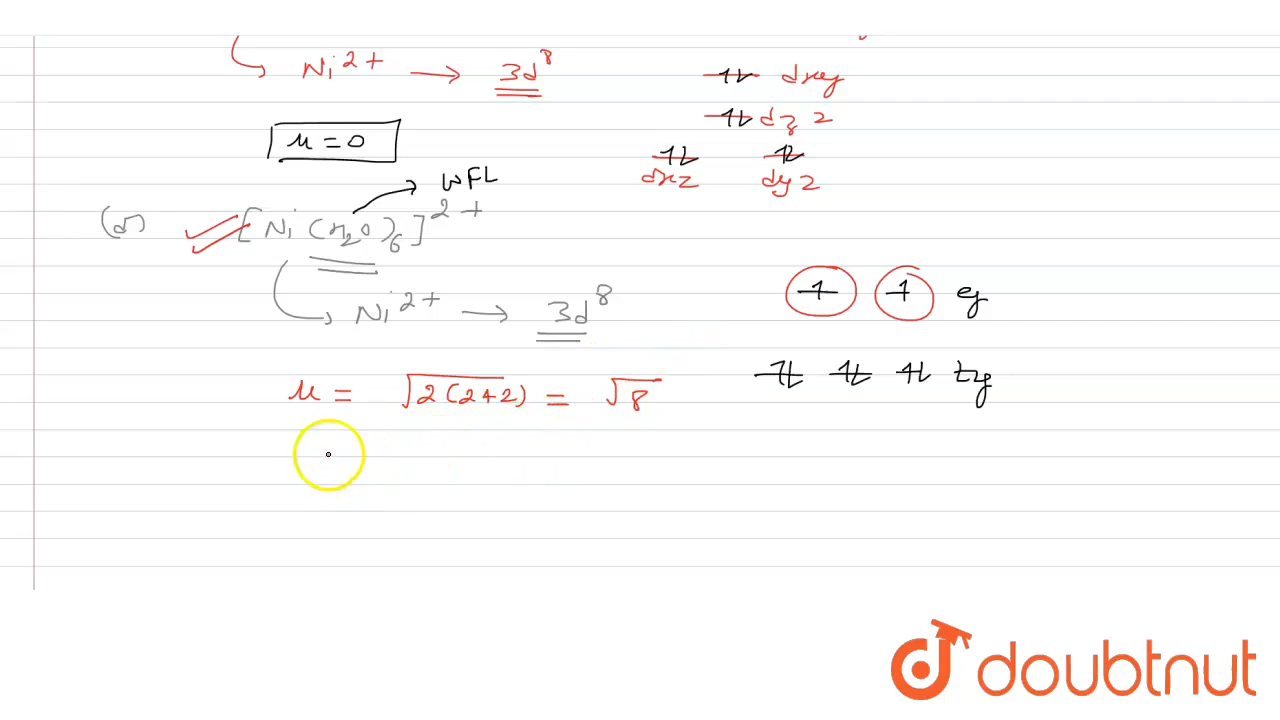 Ni²⁺ → 3d⁸
μ = 0
dxy
dz2
dxz dyz
WFL
(d) [Ni(H₂O)₆]²⁺
Ni²⁺ → 3d⁸
eg
t₂g
μ = √2(2+2) = √8
doubtnut